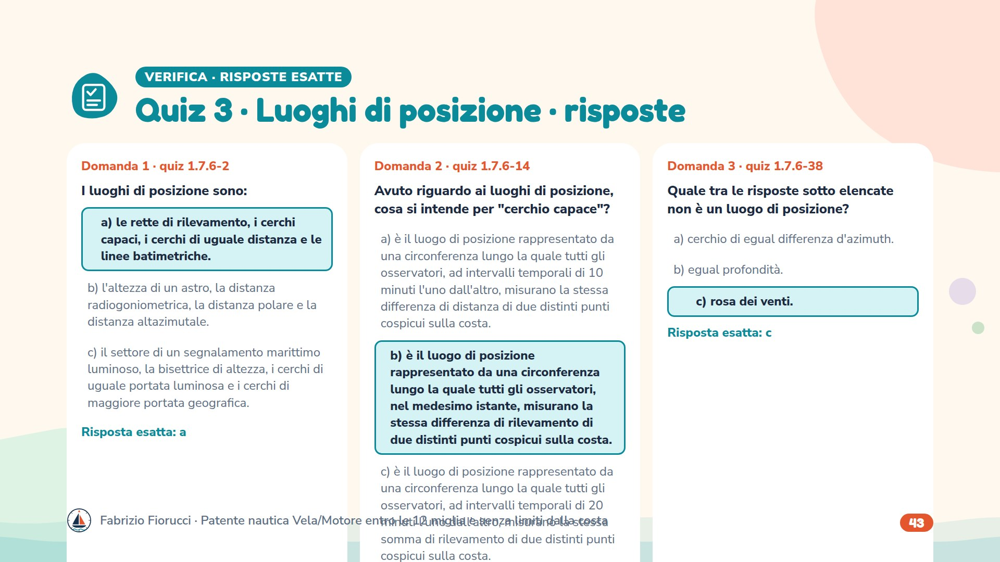 VERIFICA · RISPOSTE ESATTE
Quiz 3 · Luoghi di posizione · risposte
Domanda 1 · quiz 1.7.6-2
I luoghi di posizione sono:
a) le rette di rilevamento, i cerchi
capaci, i cerchi di uguale distanza e le
linee batimetriche.
b) l'altezza di un astro, la distanza
radiogoniometrica, la distanza polare e la
distanza altazimutale.
c) il settore di un segnalamento marittimo
luminoso, la bisettrice di altezza, i cerchi di
uguale portata luminosa e i cerchi di
maggiore portata geografica.
Risposta esatta: a
Domanda 2 · quiz 1.7.6-14
Avuto riguardo ai luoghi di posizione,
cosa si intende per "cerchio capace"?
a) è il luogo di posizione rappresentato da
una circonferenza lungo la quale tutti gli
osservatori, ad intervalli temporali di 10
minuti l'uno dall'altro, misurano la stessa
differenza di distanza di due distinti punti
cospicui sulla costa.
b) è il luogo di posizione
rappresentato da una circonferenza
lungo la quale tutti gli osservatori,
nel medesimo istante, misurano la
stessa differenza di rilevamento di
due distinti punti cospicui sulla costa.
c) è il luogo di posizione rappresentato da
una circonferenza lungo la quale tutti gli
osservatori, ad intervalli temporali di 20
minuti l'uno dall'altro, misurano la stessa
somma di rilevamento di due distinti punti
cospicui sulla costa.
Domanda 3 · quiz 1.7.6-38
Quale tra le risposte sotto elencate
non è un luogo di posizione?
a) cerchio di egual differenza d'azimuth.
b) egual profondità.
c) rosa dei venti.
Risposta esatta: c
Fabrizio Fiorucci · Patente nautica Vela/Motore entro le 12 miglia e senza limiti dalla costa
43